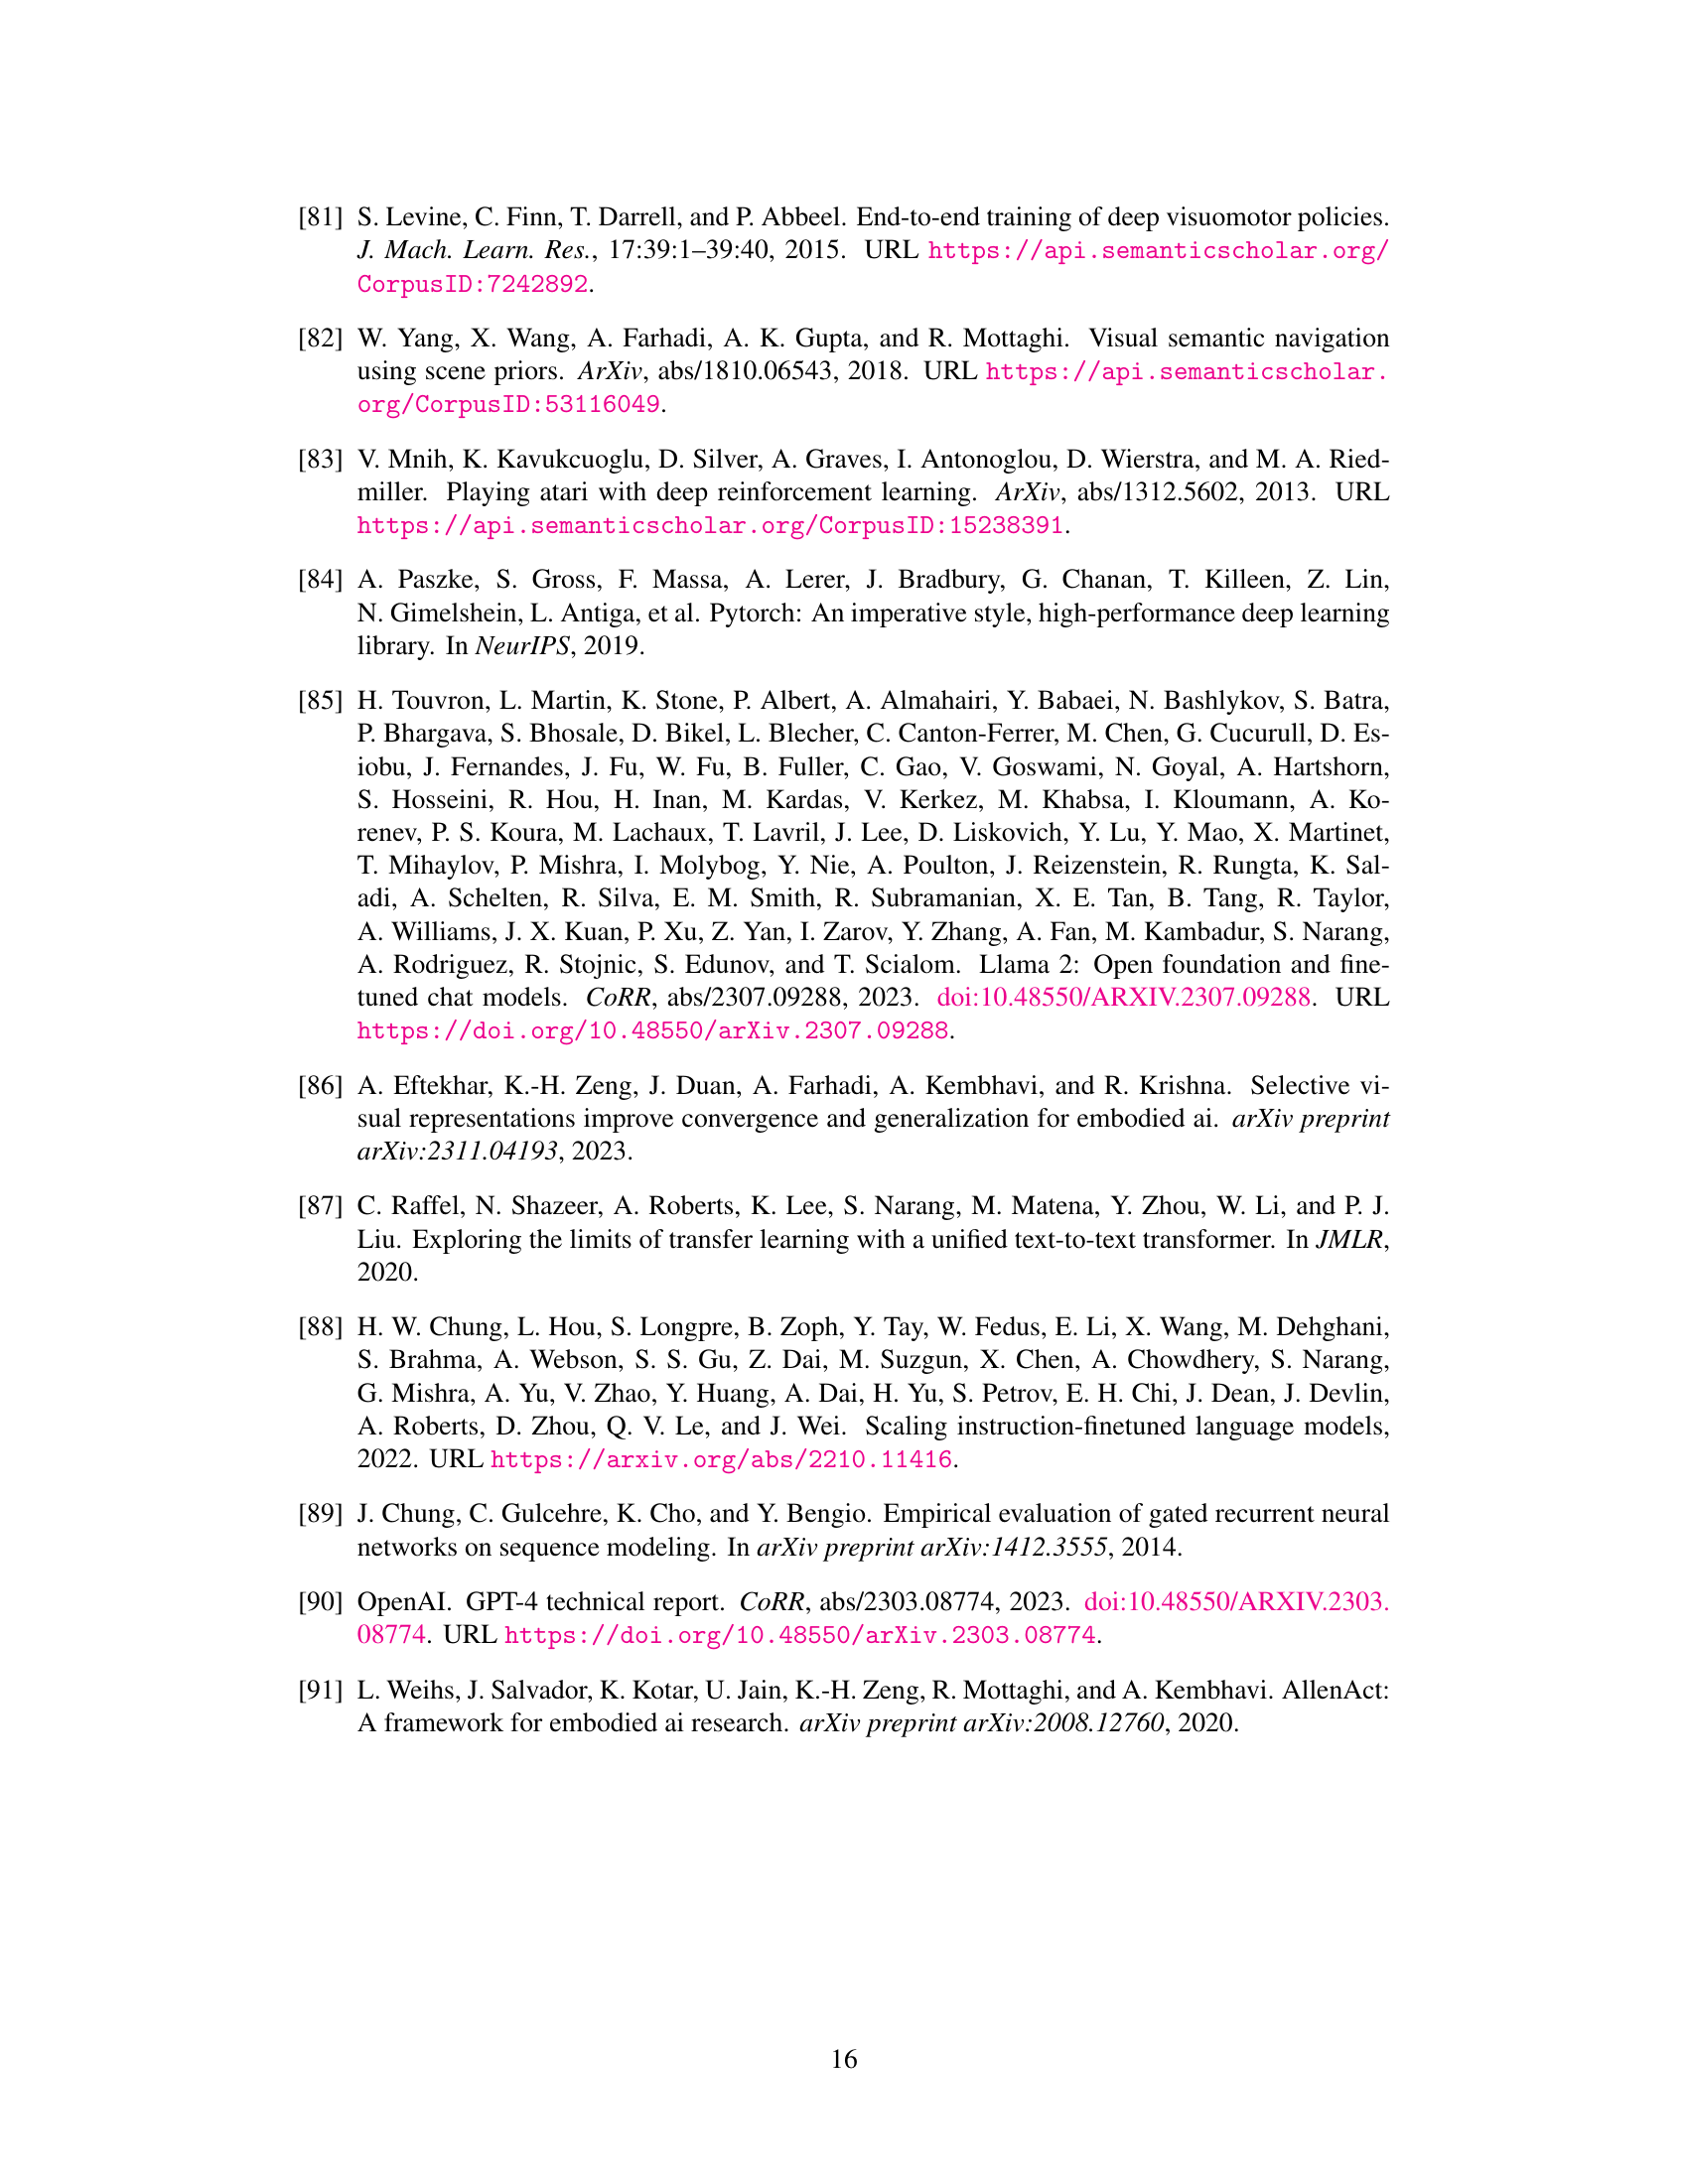 [81] S. Levine, C. Finn, T. Darrell, and P. Abbeel. End-to-end training of deep visuomotor policies.
J. Mach. Learn. Res., 17:39:1–39:40, 2015. URL https://api.semanticscholar.org/
CorpusID:7242892.
[82] W. Yang, X. Wang, A. Farhadi, A. K. Gupta, and R. Mottaghi. Visual semantic navigation
using scene priors. ArXiv, abs/1810.06543, 2018. URL https://api.semanticscholar.
org/CorpusID:53116049.
[83] V. Mnih, K. Kavukcuoglu, D. Silver, A. Graves, I. Antonoglou, D. Wierstra, and M. A. Ried-
miller. Playing atari with deep reinforcement learning. ArXiv, abs/1312.5602, 2013. URL
https://api.semanticscholar.org/CorpusID:15238391.
[84] A. Paszke, S. Gross, F. Massa, A. Lerer, J. Bradbury, G. Chanan, T. Killeen, Z. Lin,
N. Gimelshein, L. Antiga, et al. Pytorch: An imperative style, high-performance deep learning
library. In NeurIPS, 2019.
[85] H. Touvron, L. Martin, K. Stone, P. Albert, A. Almahairi, Y. Babaei, N. Bashlykov, S. Batra,
P. Bhargava, S. Bhosale, D. Bikel, L. Blecher, C. Canton-Ferrer, M. Chen, G. Cucurull, D. Es-
iobu, J. Fernandes, J. Fu, W. Fu, B. Fuller, C. Gao, V. Goswami, N. Goyal, A. Hartshorn,
S. Hosseini, R. Hou, H. Inan, M. Kardas, V. Kerkez, M. Khabsa, I. Kloumann, A. Ko-
renev, P. S. Koura, M. Lachaux, T. Lavril, J. Lee, D. Liskovich, Y. Lu, Y. Mao, X. Martinet,
T. Mihaylov, P. Mishra, I. Molybog, Y. Nie, A. Poulton, J. Reizenstein, R. Rungta, K. Sal-
adi, A. Schelten, R. Silva, E. M. Smith, R. Subramanian, X. E. Tan, B. Tang, R. Taylor,
A. Williams, J. X. Kuan, P. Xu, Z. Yan, I. Zarov, Y. Zhang, A. Fan, M. Kambadur, S. Narang,
A. Rodriguez, R. Stojnic, S. Edunov, and T. Scialom. Llama 2: Open foundation and fine-
tuned chat models. CoRR, abs/2307.09288, 2023. doi:10.48550/ARXIV.2307.09288. URL
https://doi.org/10.48550/arXiv.2307.09288.
[86] A. Eftekhar, K.-H. Zeng, J. Duan, A. Farhadi, A. Kembhavi, and R. Krishna. Selective vi-
sual representations improve convergence and generalization for embodied ai. arXiv preprint
arXiv:2311.04193, 2023.
[87] C. Raffel, N. Shazeer, A. Roberts, K. Lee, S. Narang, M. Matena, Y. Zhou, W. Li, and P. J.
Liu. Exploring the limits of transfer learning with a unified text-to-text transformer. In JMLR,
2020.
[88] H. W. Chung, L. Hou, S. Longpre, B. Zoph, Y. Tay, W. Fedus, E. Li, X. Wang, M. Dehghani,
S. Brahma, A. Webson, S. S. Gu, Z. Dai, M. Suzgun, X. Chen, A. Chowdhery, S. Narang,
G. Mishra, A. Yu, V. Zhao, Y. Huang, A. Dai, H. Yu, S. Petrov, E. H. Chi, J. Dean, J. Devlin,
A. Roberts, D. Zhou, Q. V. Le, and J. Wei. Scaling instruction-finetuned language models,
2022. URL https://arxiv.org/abs/2210.11416.
[89] J. Chung, C. Gulcehre, K. Cho, and Y. Bengio. Empirical evaluation of gated recurrent neural
networks on sequence modeling. In arXiv preprint arXiv:1412.3555, 2014.
[90] OpenAI. GPT-4 technical report. CoRR, abs/2303.08774, 2023. doi:10.48550/ARXIV.2303.
08774. URL https://doi.org/10.48550/arXiv.2303.08774.
[91] L. Weihs, J. Salvador, K. Kotar, U. Jain, K.-H. Zeng, R. Mottaghi, and A. Kembhavi. AllenAct:
A framework for embodied ai research. arXiv preprint arXiv:2008.12760, 2020.
16